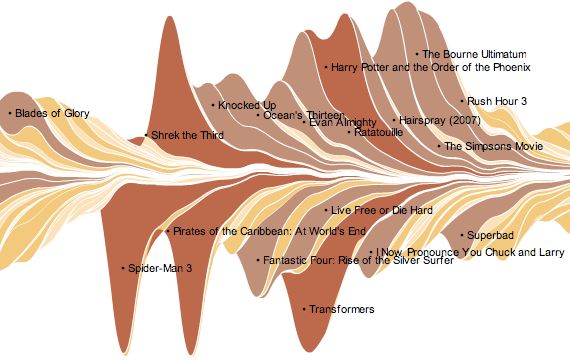 • The Bourne Ultimatum
• Harry Potter and the Order of the Phoenix
• Rush Hour 3
• Knocked Up
• Blades of Glory
• Ocean's Thirteen
• Evan Almighty
• Hairspray (2007)
• Shrek the Third
• Ratatouille
• The Simpsons Movie
• Live Free or Die Hard
• Pirates of the Caribbean: At World's End
• Superbad
• I Now Pronounce You Chuck and Larry
• Fantastic Four: Rise of the Silver Surfer
• Spider-Man 3
• Transformers